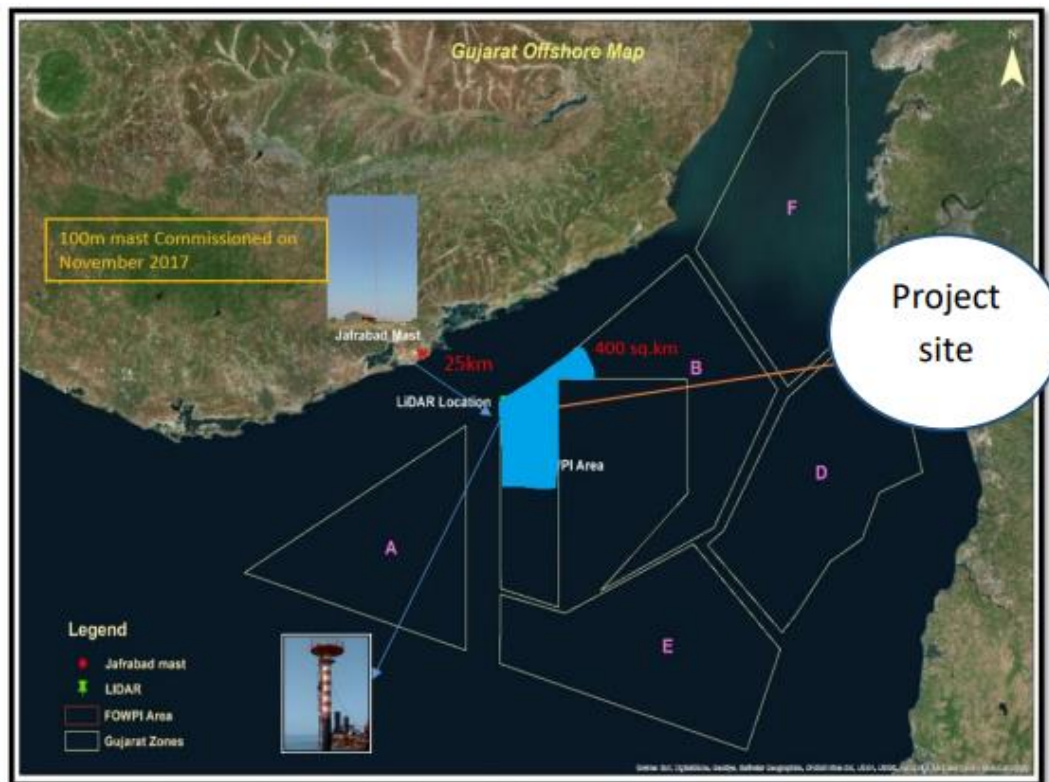 Gujarat Offshore Map
N
F
100m mast Commissioned on
November 2017
Project
site
Jafrabad Mast
25km
400 sq.km
B
LiDAR Location
PI Area
D
A
E
Legend
Jafrabad mast
LIDAR
FOWPI Area
Gujarat Zones